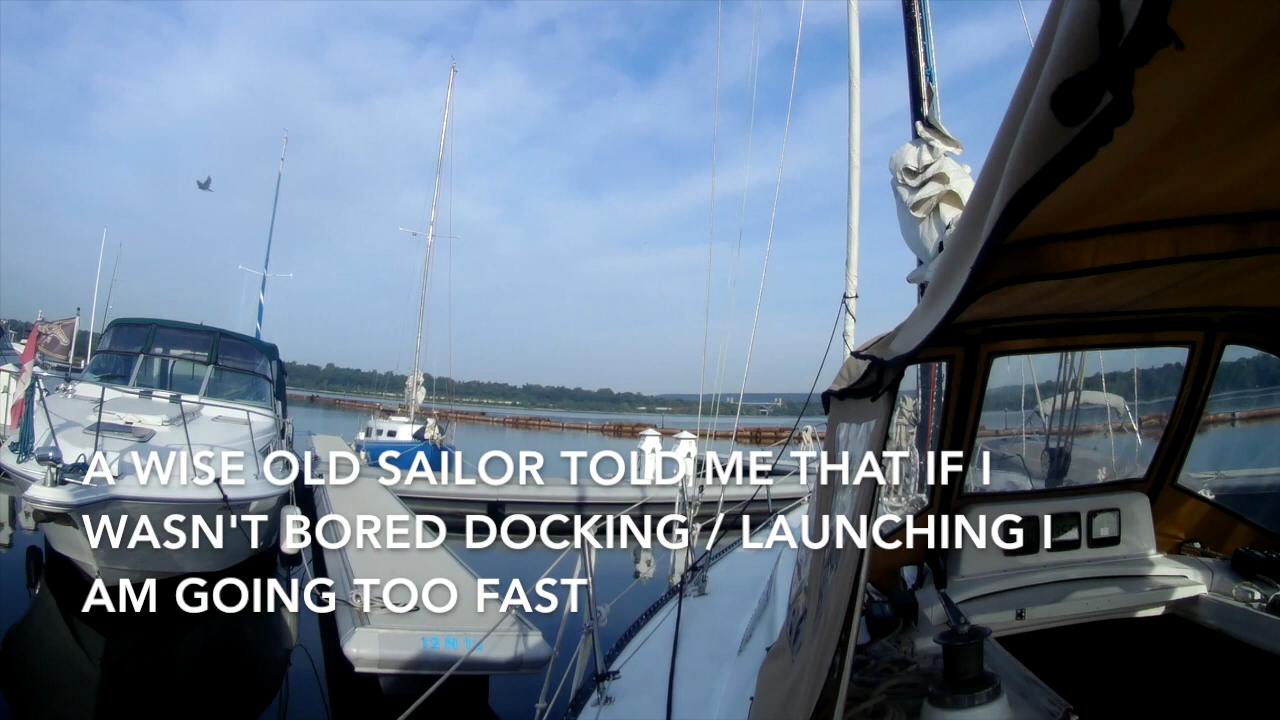 A WISE OLD SAILOR TOLD ME THAT IF I
WASN'T BORED DOCKING / LAUNCHING I
AM GOING TOO FAST